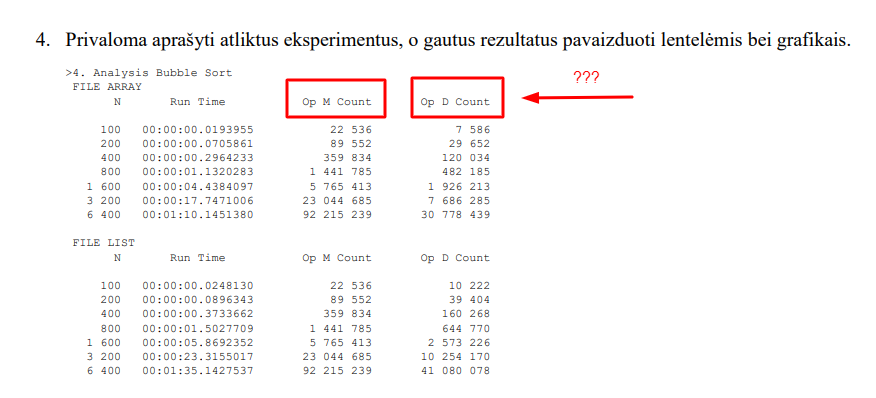 4. Privaloma aprašyti atliktus eksperimentus, o gautus rezultatus pavaizduoti lentelėmis bei grafikais.
>4. Analysis Bubble Sort
???
FILE ARRAY
N Run Time Op M Count Op D Count
100 00:00:00.0193955 22 536 7 586
200 00:00:00.0705861 89 552 29 652
400 00:00:00.2964233 359 834 120 034
800 00:00:01.1320283 1 441 785 482 185
1 600 00:00:04.4384097 5 765 413 1 926 213
3 200 00:00:17.7471006 23 044 685 7 686 285
6 400 00:01:10.1451380 92 215 239 30 778 439
FILE LIST
N Run Time Op M Count Op D Count
100 00:00:00.0248130 22 536 10 222
200 00:00:00.0896343 89 552 39 404
400 00:00:00.3733662 359 834 160 268
800 00:00:01.5027709 1 441 785 644 770
1 600 00:00:05.8692352 5 765 413 2 573 226
3 200 00:00:23.3155017 23 044 685 10 254 170
6 400 00:01:35.1427537 92 215 239 41 080 078